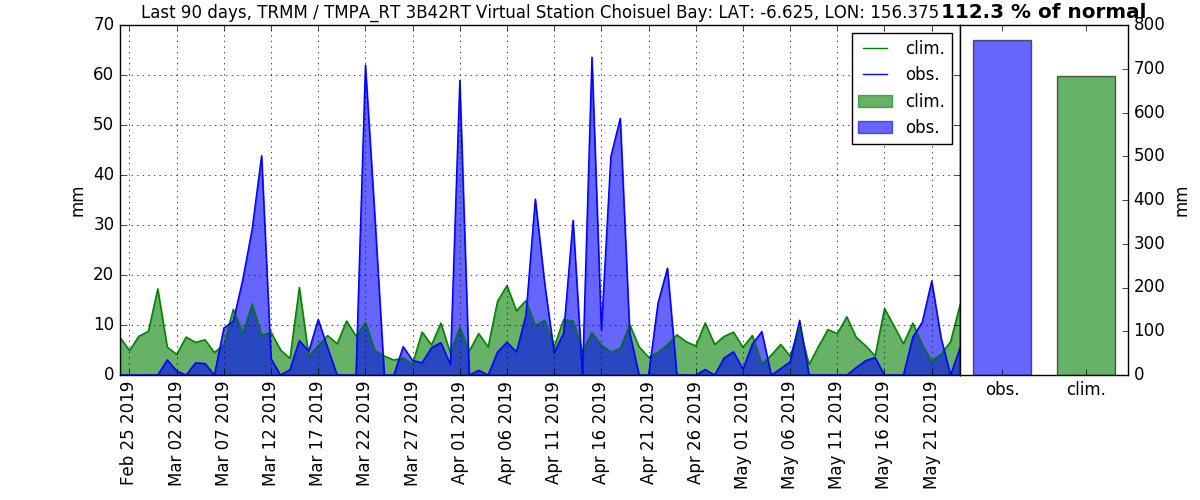 Last 90 days, TRMM / TMPA_RT 3B42RT Virtual Station Choisuel Bay: LAT: -6.625, LON: 156.375
112.3 % of normal
clim.
obs.
clim.
obs.
mm
70
60
50
40
30
20
10
0
800
700
600
500
400
300
200
100
0
mm
Feb 25 2019
Mar 02 2019
Mar 07 2019
Mar 12 2019
Mar 17 2019
Mar 22 2019
Mar 27 2019
Apr 01 2019
Apr 06 2019
Apr 11 2019
Apr 16 2019
Apr 21 2019
Apr 26 2019
May 01 2019
May 06 2019
May 11 2019
May 16 2019
May 21 2019
obs.
clim.